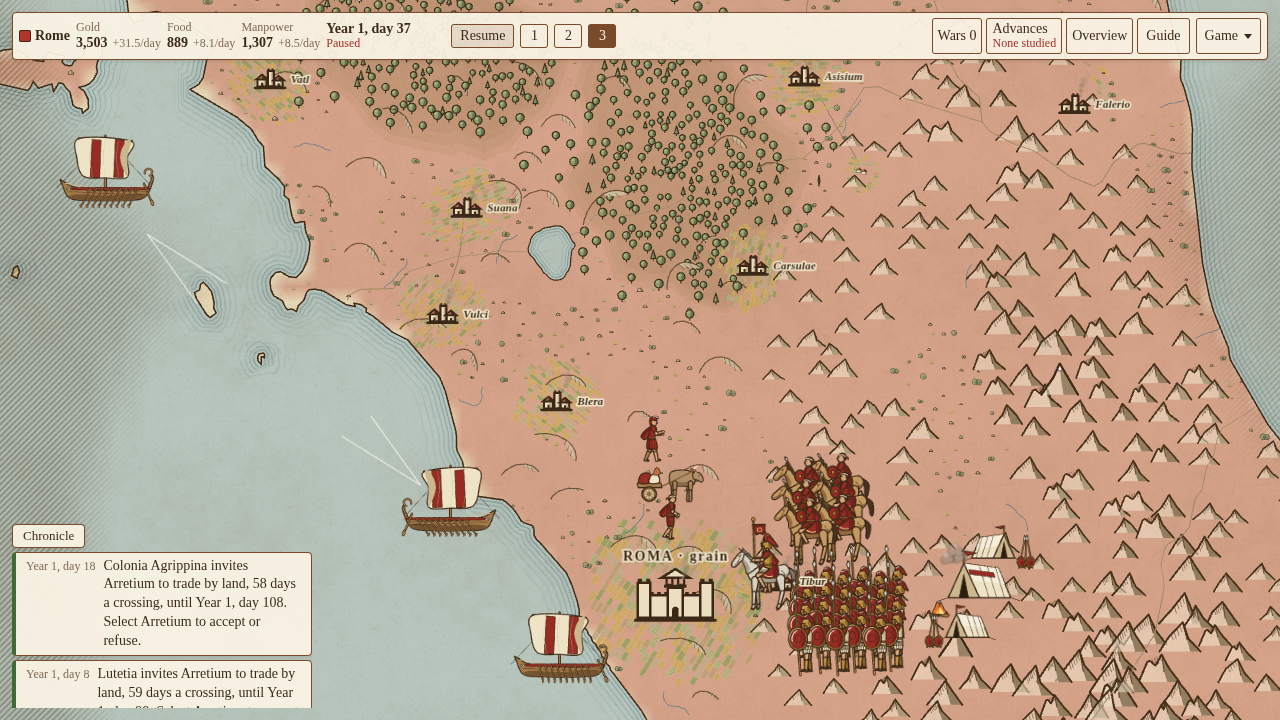 Rome
Gold
3,503 +31.5/day
Food
889 +8.1/day
Manpower
1,307 +8.5/day
Year 1, day 37
Paused
Resume
1
2
3
Wars 0
Advances
None studied
Overview
Guide
Game
Vatl
Asisium
Falerio
Suana
Carsulae
Vulci
Blera
ROMA · grain
Tibur
Chronicle
Year 1, day 18 Colonia Agrippina invites
Arretium to trade by land, 58 days
a crossing, until Year 1, day 108.
Select Arretium to accept or
refuse.
Year 1, day 8 Lutetia invites Arretium to trade by
land, 59 days a crossing, until Year